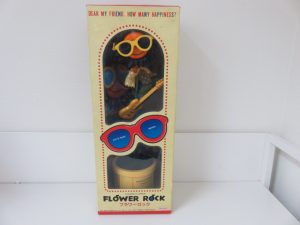 DEAR MY FRIEND. HOW MANY HAPPINESS?
FLOWER ROCK
フラワーロック